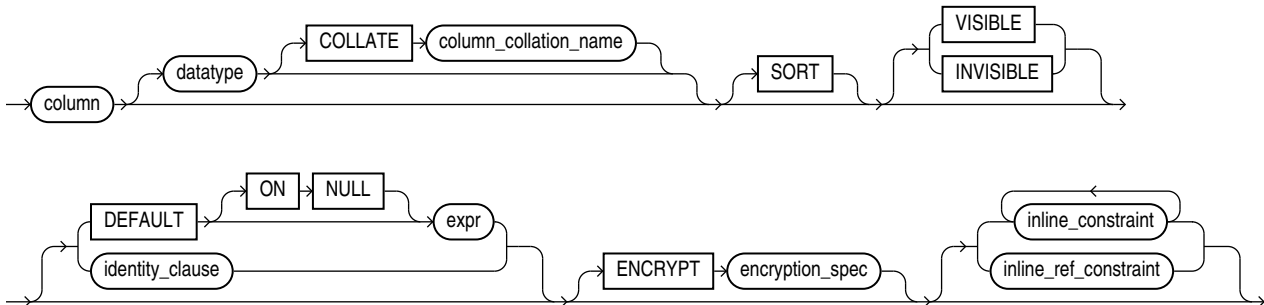 COLLATE column_collation_name VISIBLE
datatype SORT INVISIBLE
column
ON NULL
DEFAULT expr inline_constraint
identity_clause ENCRYPT encryption_spec inline_ref_constraint